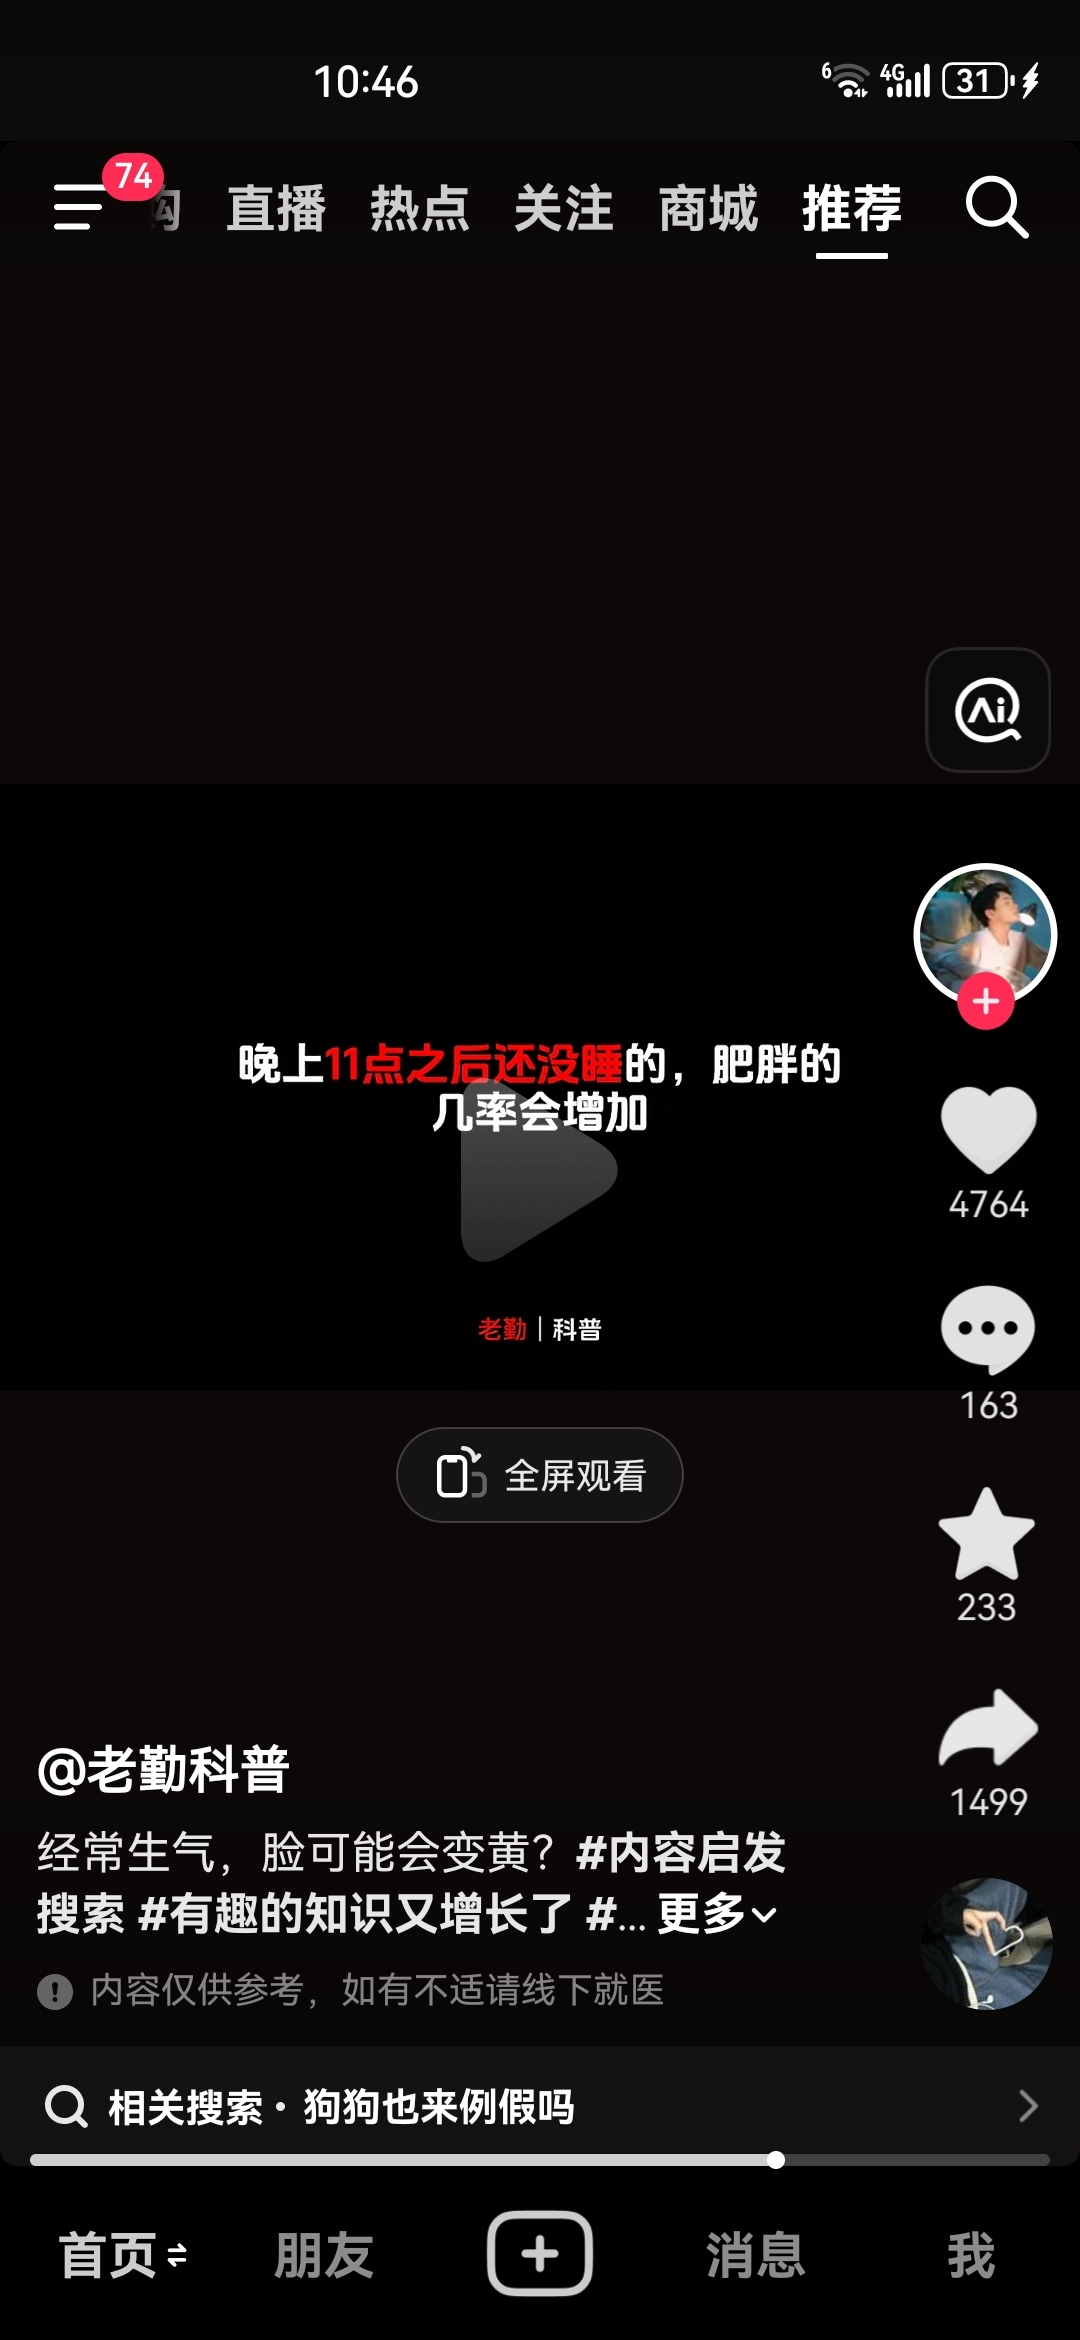 10:46
6 4G 31
74
购 直播 热点 关注 商城 推荐
Ai
晚上11点之后还没睡的，肥胖的
几率会增加
4764
老勤｜科普
163
全屏观看
233
1499
@老勤科普
经常生气，脸可能会变黄？#内容启发
搜索 #有趣的知识又增长了 #... 更多
内容仅供参考，如有不适请线下就医
相关搜索 · 狗狗也来例假吗
首页 朋友 消息 我